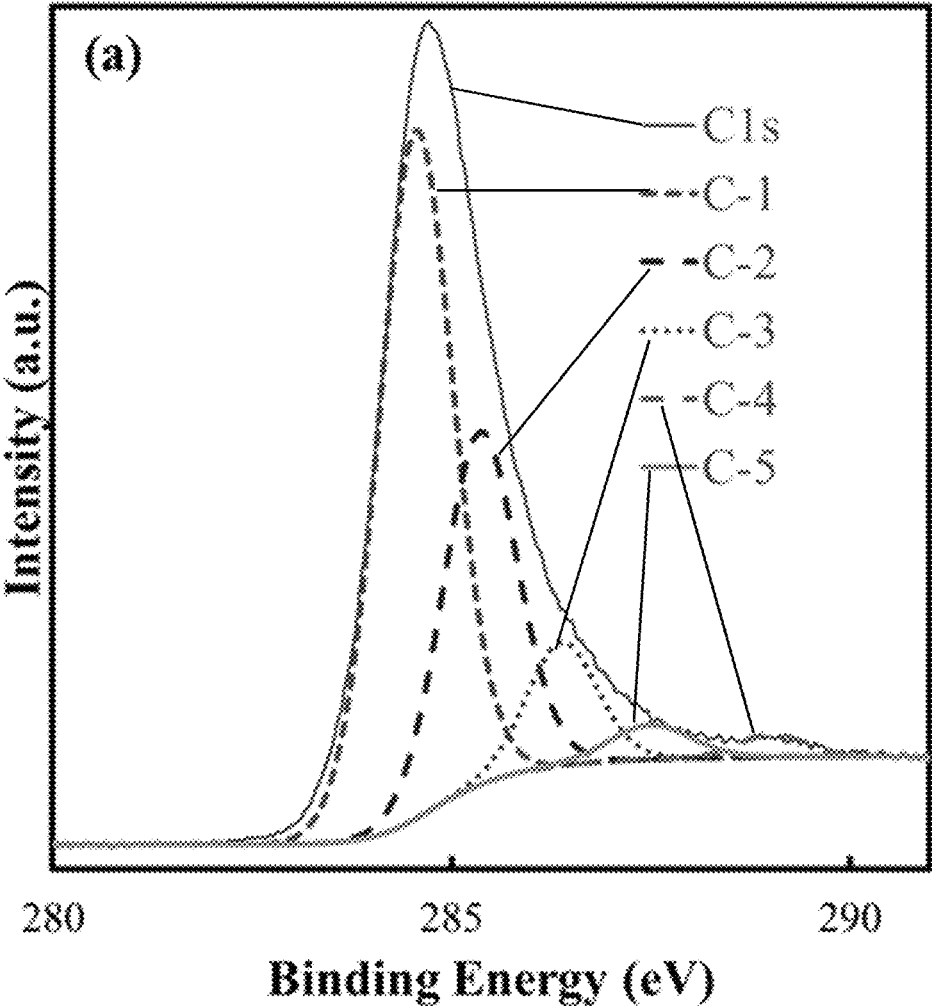 (a)
C1s
C-1
C-2
C-3
C-4
C-5
Intensity (a.u.)
280 285 290
Binding Energy (eV)